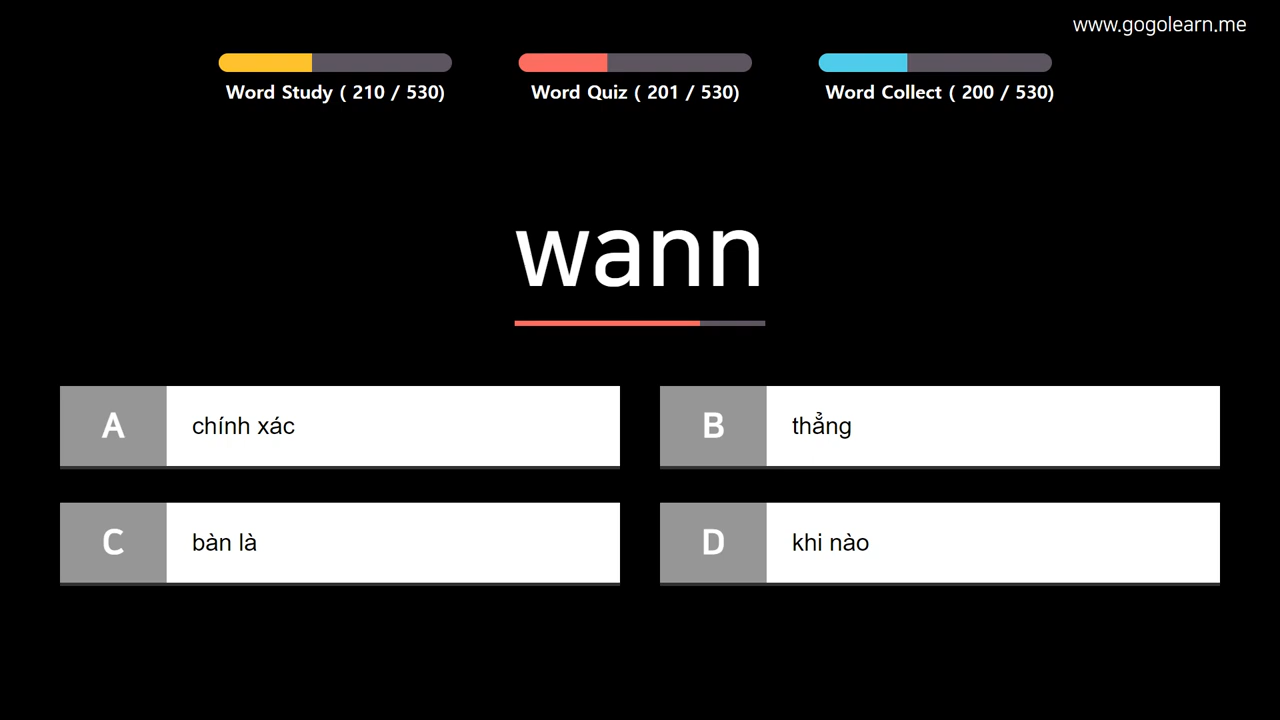 www.gogolearn.me
Word Study ( 210 / 530)
Word Quiz ( 201 / 530)
Word Collect ( 200 / 530)
wann
A chính xác
B thẳng
C bàn là
D khi nào